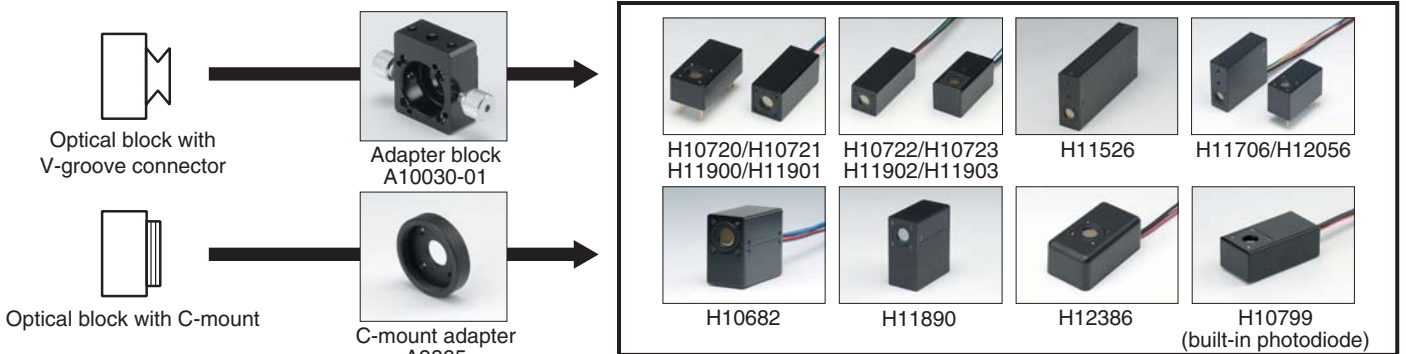 Optical block with
V-groove connector
Adapter block
A10030-01
Optical block with C-mount
C-mount adapter
H10720/H10721
H11900/H11901
H10722/H10723
H11902/H11903
H11526
H11706/H12056
H10682
H11890
H12386
H10799
(built-in photodiode)